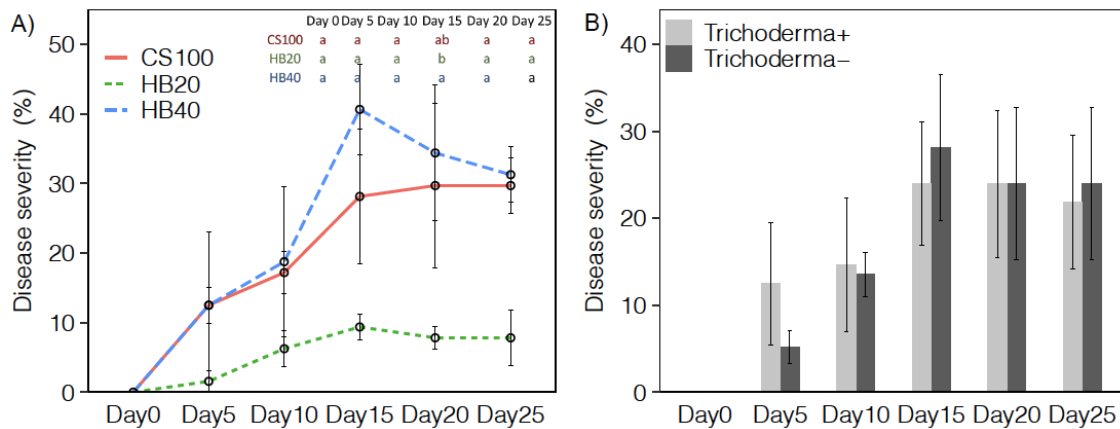 A)
Disease severity (%)
50
40
30
20
10
0
CS100
HB20
HB40
Day 0 Day 5 Day 10 Day 15 Day 20 Day 25
CS100 a a a ab a a
HB20 a a a b a a
HB40 a a a a a a
Day0 Day5 Day10 Day15 Day20 Day25
B)
Disease severity (%)
40
30
20
10
0
Trichoderma+
Trichoderma−
Day0 Day5 Day10 Day15 Day20 Day25